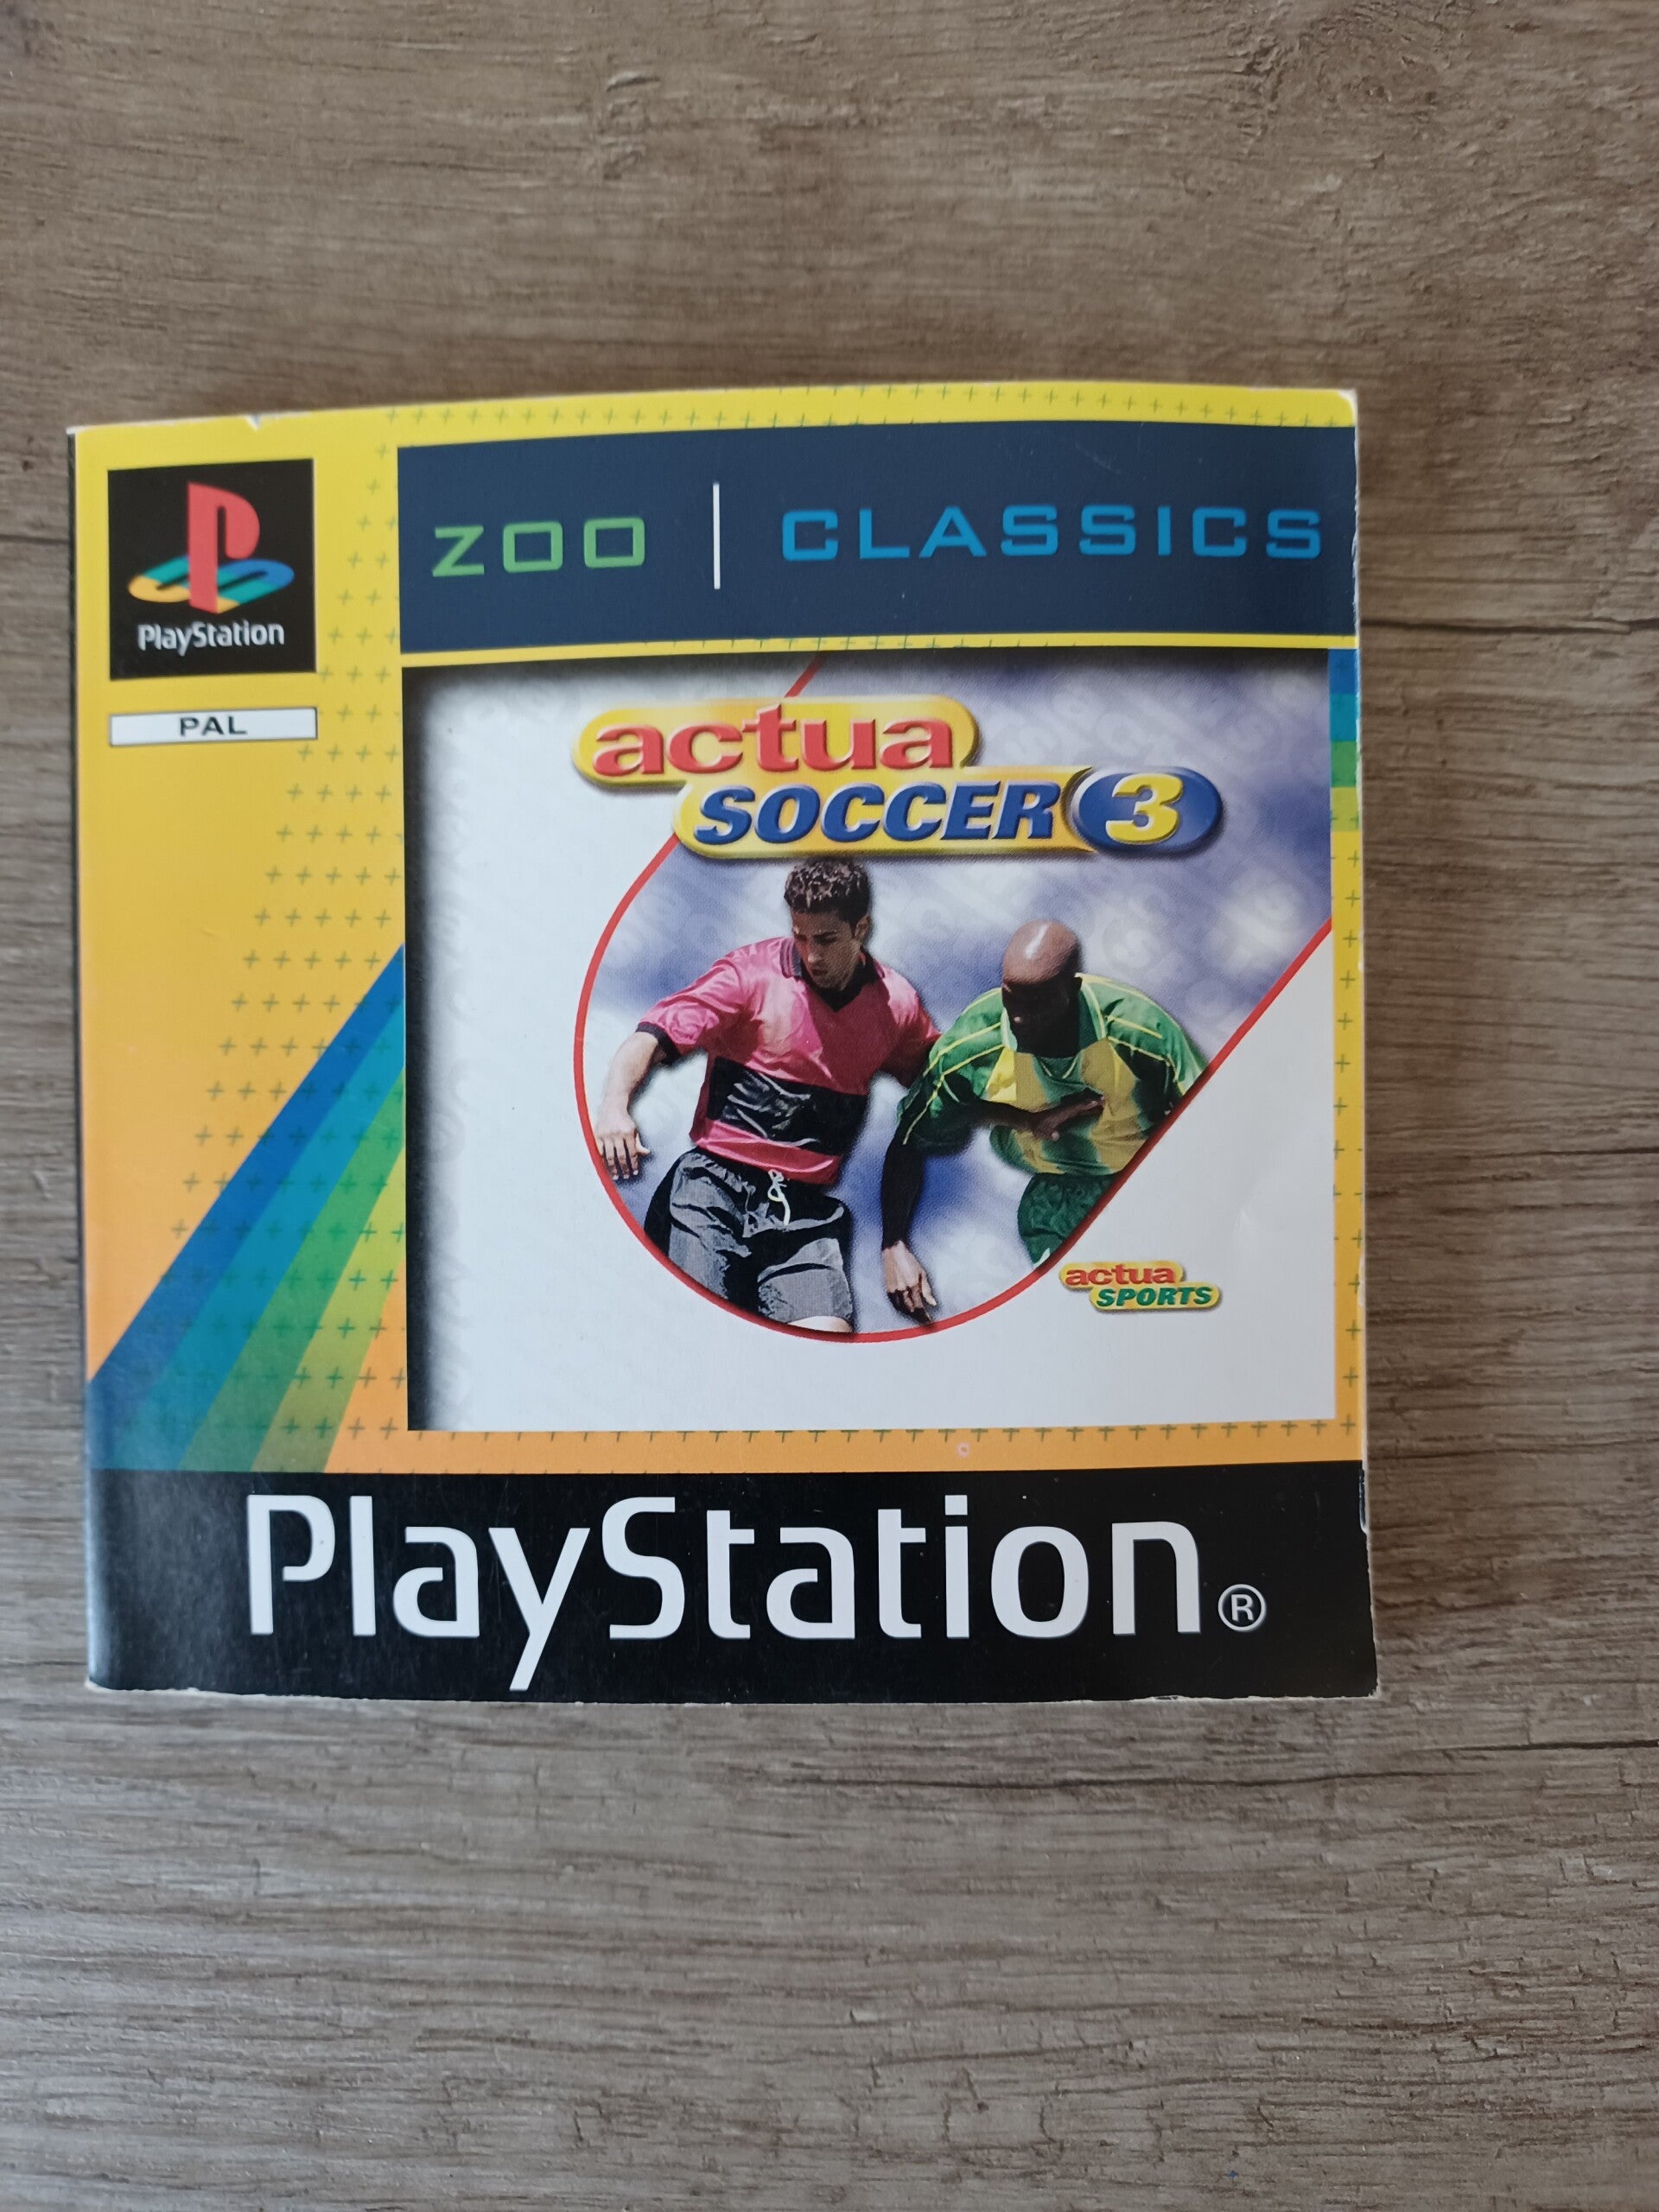 ZOO | CLASSICS
PlayStation
PAL
actua
SOCCER 3
actua
SPORTS
PlayStation®